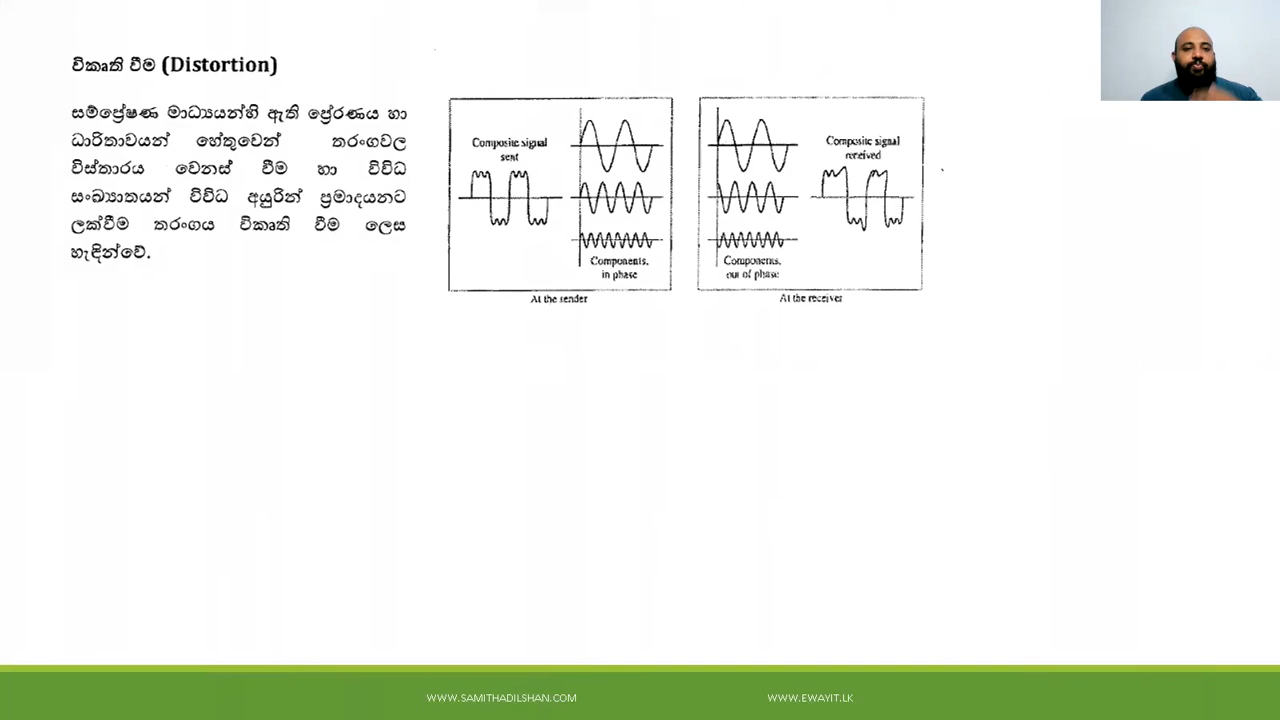 විකෘති වීම (Distortion)
සම්ප්‍රේෂණ මාධ්‍යයන්හි ඇති ප්‍රේරණය හා
ධාරිතාවයන් හේතුවෙන් තරංගවල
විස්තාරය වෙනස් වීම හා විවිධ
සංඛ්‍යාතයන් විවිධ අයුරින් ප්‍රමාදයනට
ලක්වීම තරංගය විකෘති වීම ලෙස
හැඳින්වේ.
Composite signal
sent
Components,
in phase
At the sender
Composite signal
received
Components,
out of phase
At the receiver
WWW.SAMITHADILSHAN.COM
WWW.EWAYIT.LK